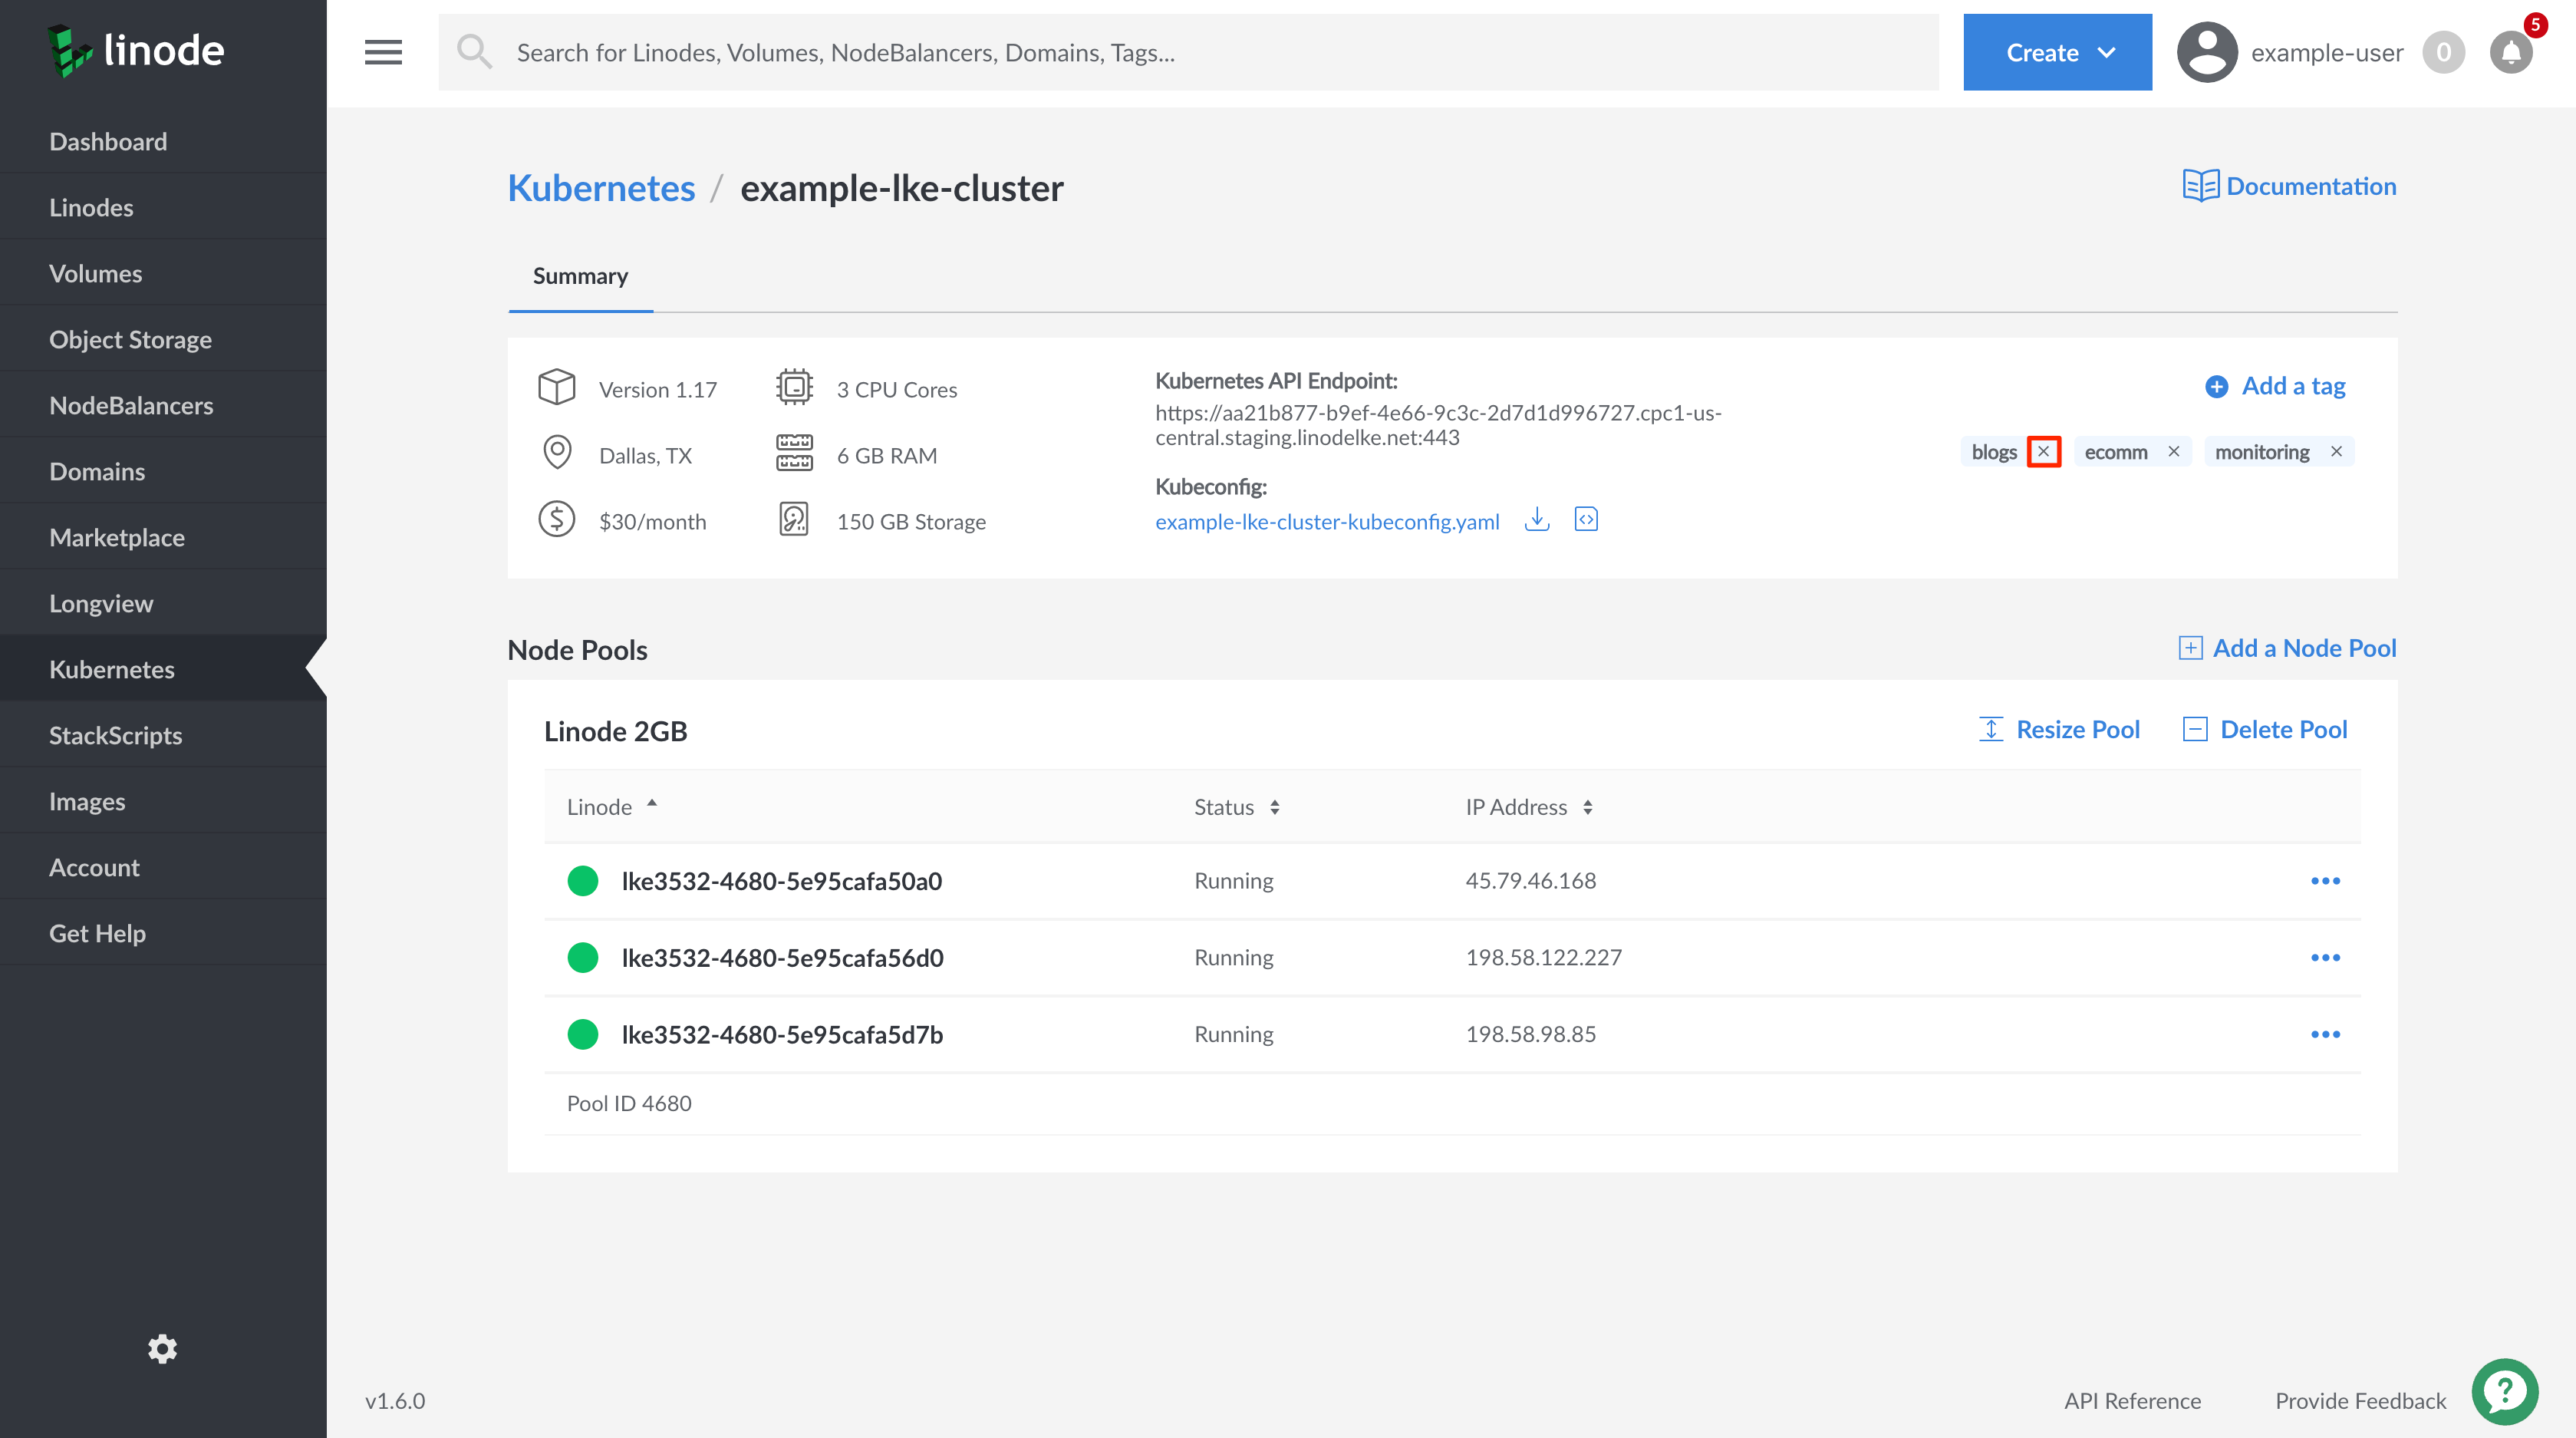 linode
Search for Linodes, Volumes, NodeBalancers, Domains, Tags...
Create
example-user
0
5
Dashboard
Linodes
Volumes
Object Storage
NodeBalancers
Domains
Marketplace
Longview
Kubernetes
StackScripts
Images
Account
Get Help
Kubernetes / example-lke-cluster
Documentation
Summary
Version 1.17
3 CPU Cores
Dallas, TX
6 GB RAM
$30/month
150 GB Storage
Kubernetes API Endpoint:
https://aa21b877-b9ef-4e66-9c3c-2d7d1d996727.cpc1-us-
central.staging.linodelke.net:443
Kubeconfig:
example-lke-cluster-kubeconfig.yaml
Add a tag
blogs × ecomm × monitoring ×
Node Pools
Add a Node Pool
Linode 2GB
Resize Pool
Delete Pool
Linode Status IP Address
lke3532-4680-5e95cafa50a0 Running 45.79.46.168
lke3532-4680-5e95cafa56d0 Running 198.58.122.227
lke3532-4680-5e95cafa5d7b Running 198.58.98.85
Pool ID 4680
v1.6.0
API Reference
Provide Feedback